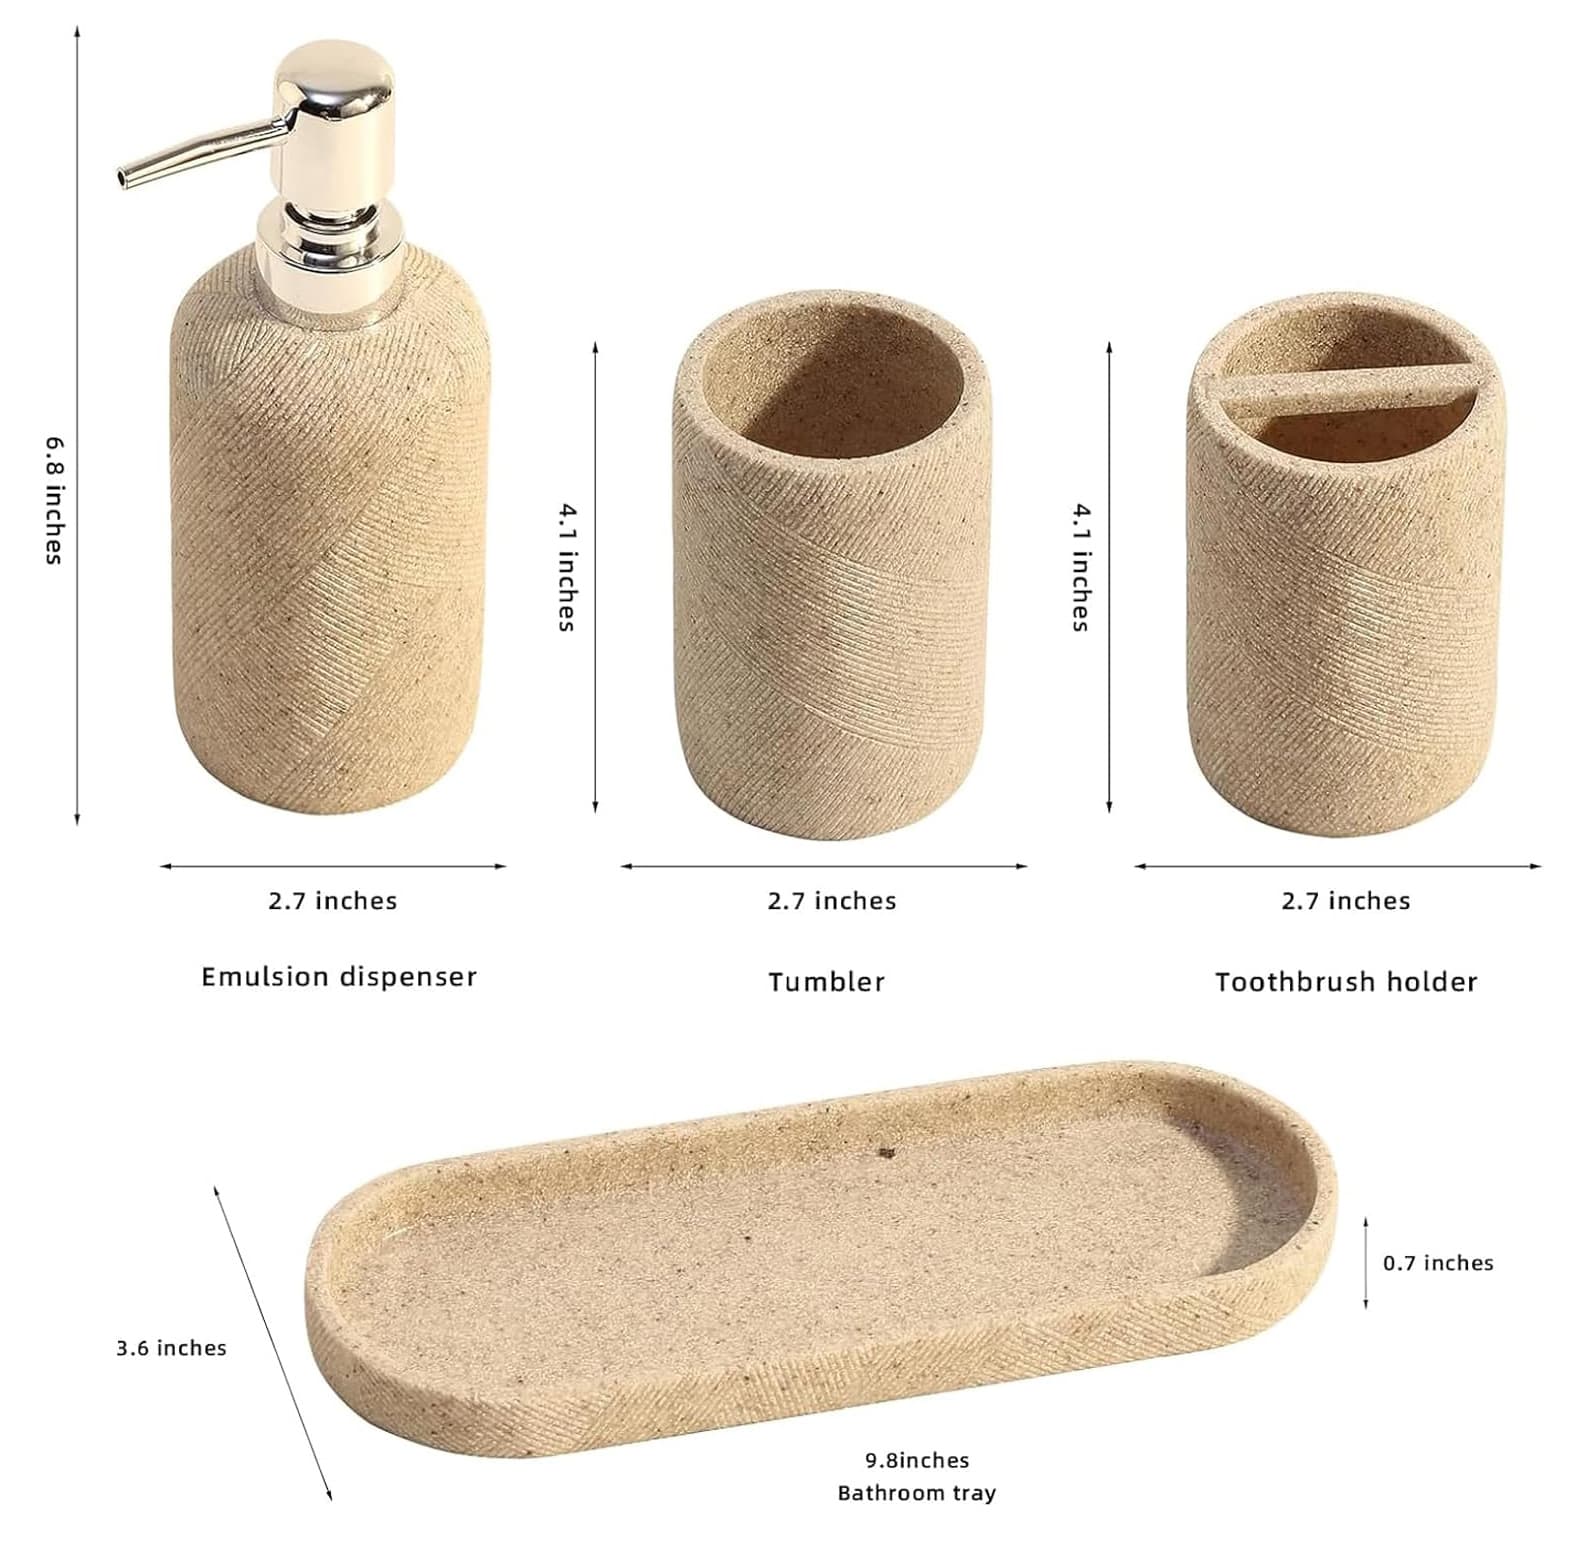 6.8 inches
4.1 inches
4.1 inches
2.7 inches
2.7 inches
2.7 inches
Emulsion dispenser
Tumbler
Toothbrush holder
0.7 inches
3.6 inches
9.8inches
Bathroom tray